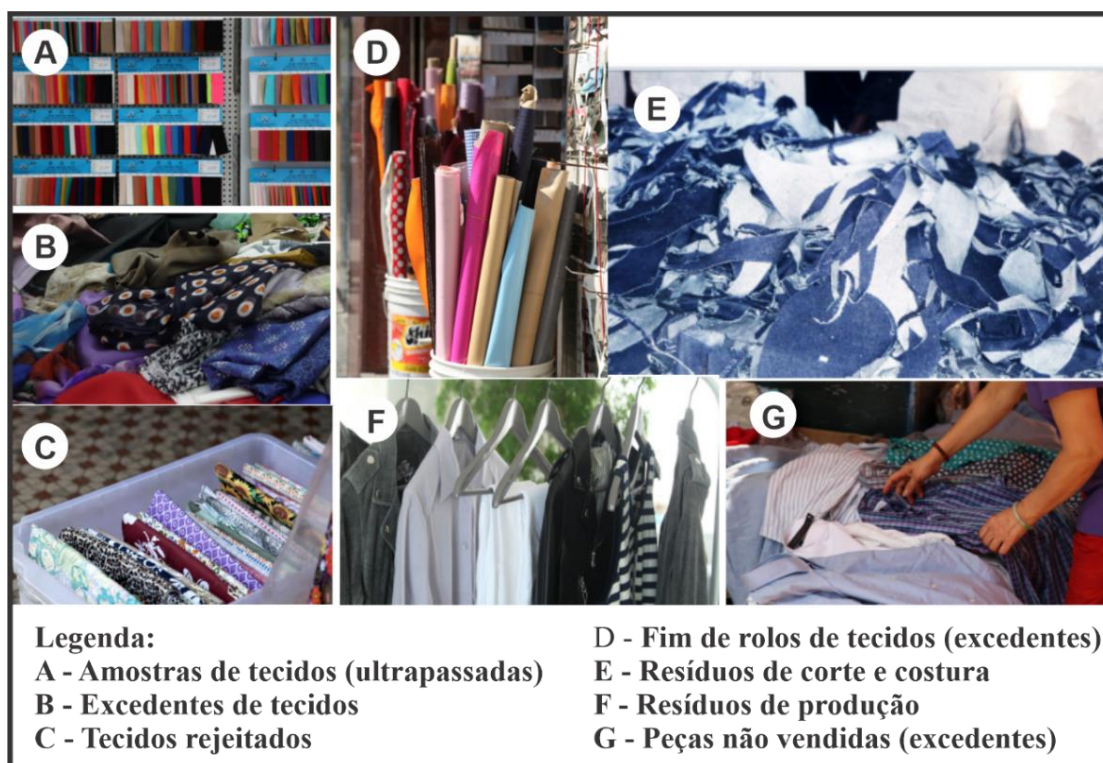 A
D
E
B
C
F
G
Legenda:
A - Amostras de tecidos (ultrapassadas)
B - Excedentes de tecidos
C - Tecidos rejeitados
D - Fim de rolos de tecidos (excedentes)
E - Resíduos de corte e costura
F - Resíduos de produção
G - Peças não vendidas (excedentes)